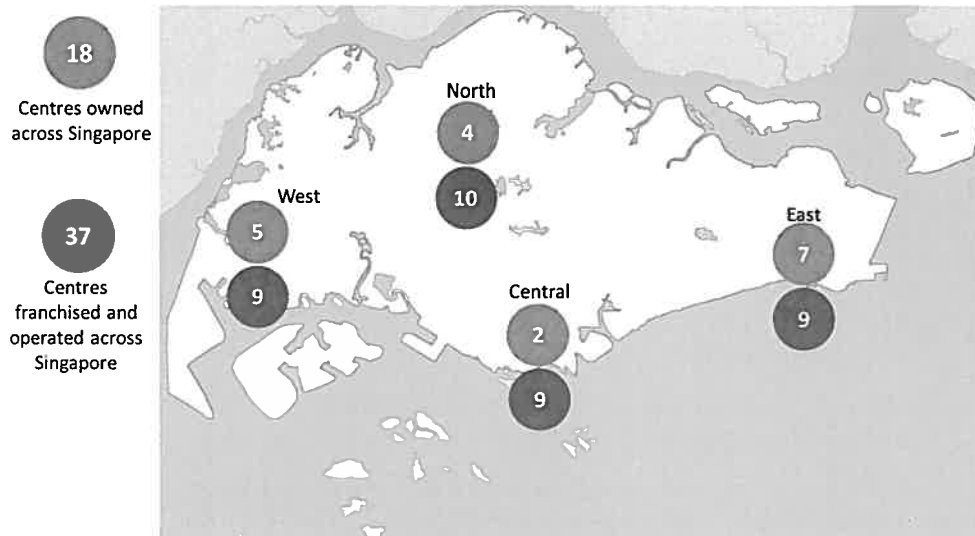 18
Centres owned
across Singapore
37
Centres
franchised and
operated across
Singapore
North
4
10
West
5
9
Central
2
9
East
7
9